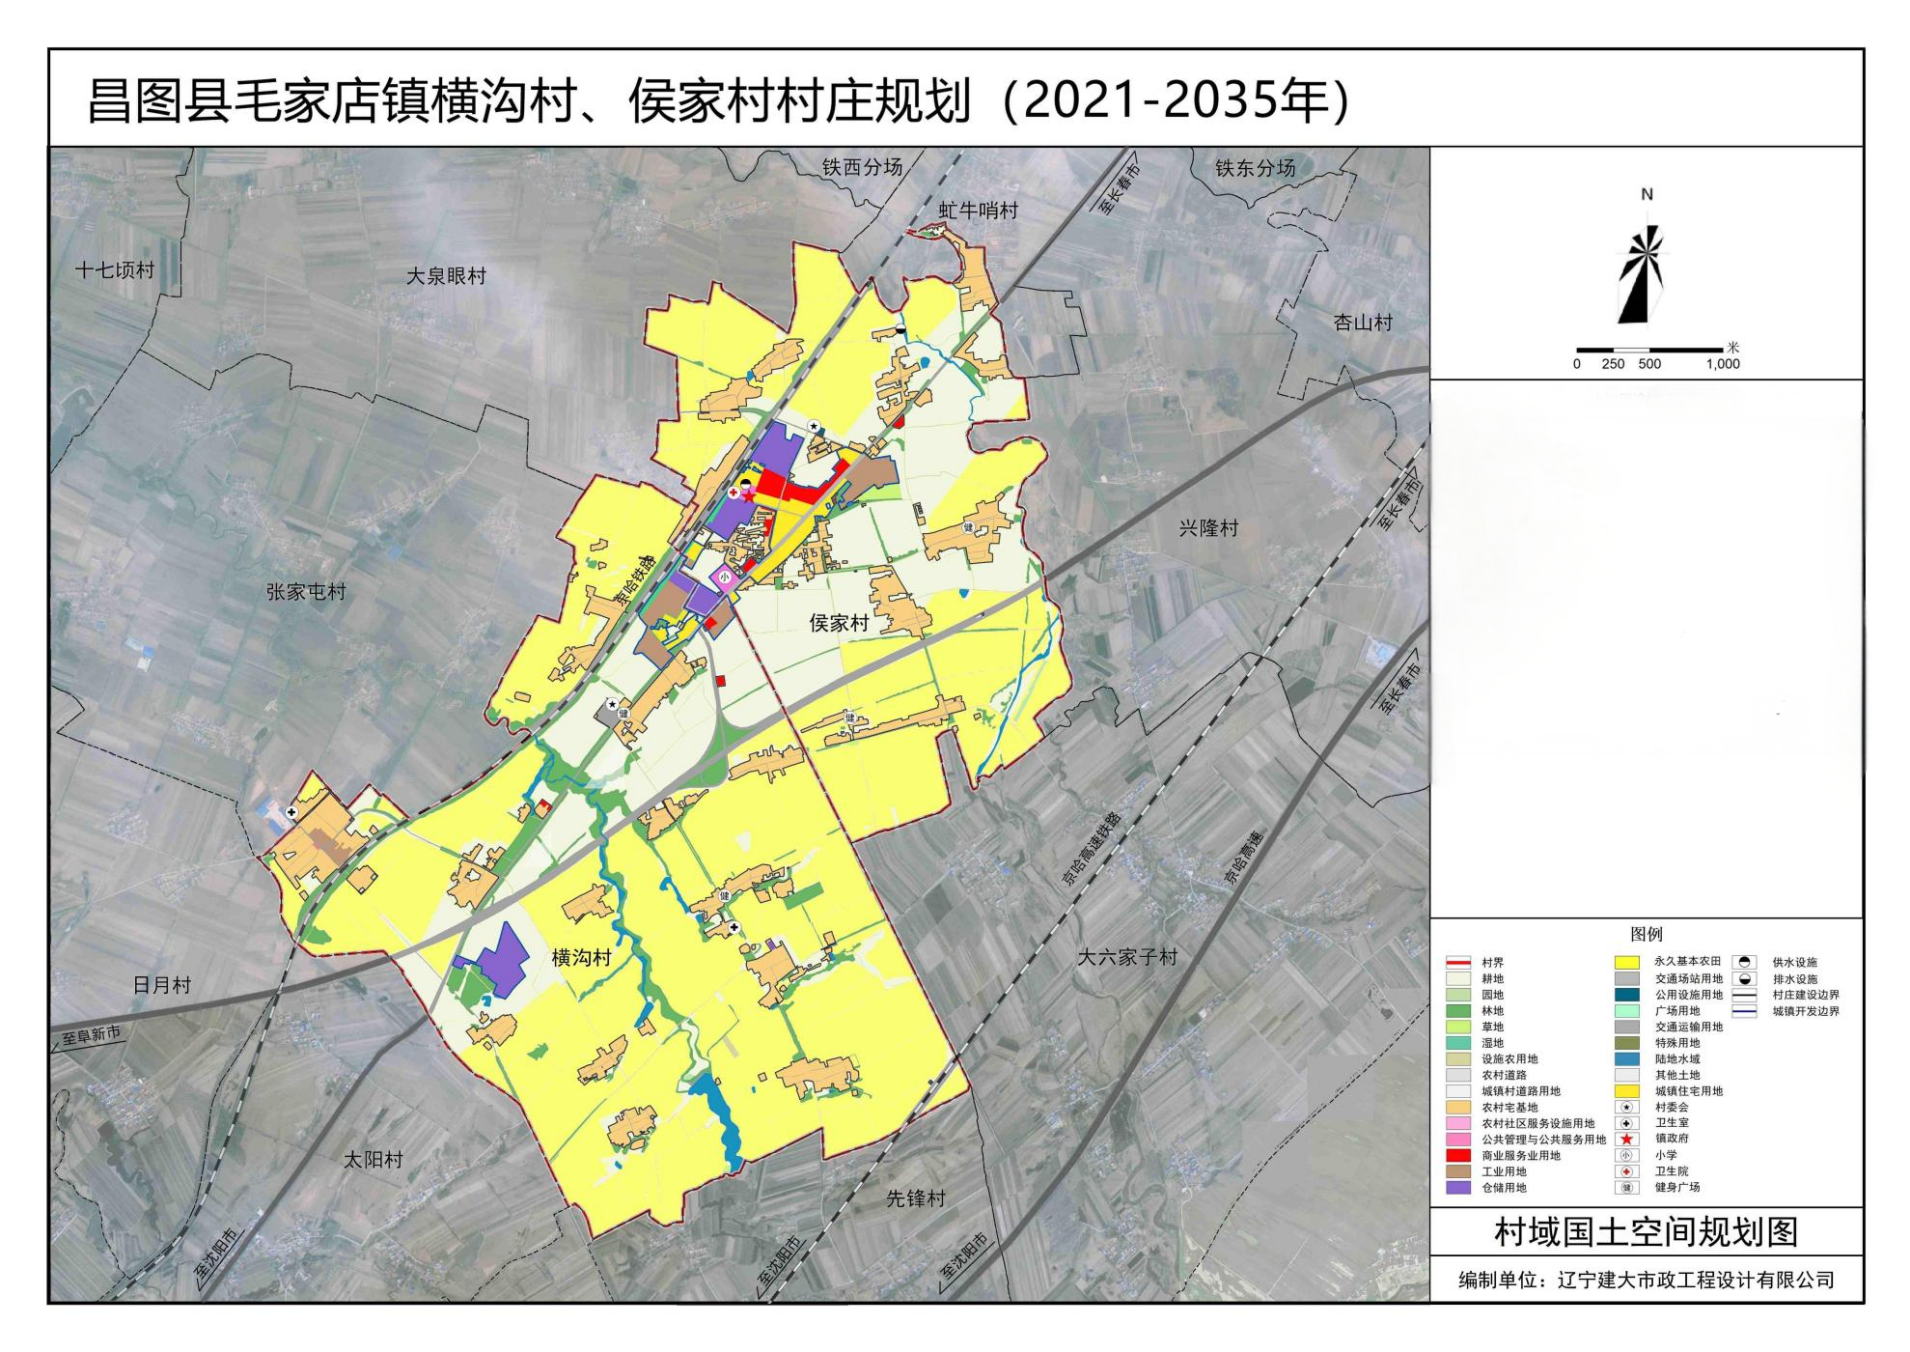 昌图县毛家店镇横沟村、侯家村村庄规划（2021-2035年）
铁西分场
铁东分场
至长春市
虻牛哨村
十七顷村
大泉眼村
杏山村
兴隆村
至长春市
京哈铁路
张家屯村
侯家村
至长春市
京哈高速铁路
京哈高速
横沟村
大六家子村
日月村
至阜新市
太阳村
先锋村
至沈阳市
至沈阳市
至沈阳市
小
健
健
健
健
N
米
0 250 500 1,000
图例
村界
耕地
园地
林地
草地
湿地
设施农用地
农村道路
城镇村道路用地
农村宅基地
农村社区服务设施用地
公共管理与公共服务用地
商业服务业用地
工业用地
仓储用地
永久基本农田
交通场站用地
公用设施用地
广场用地
交通运输用地
特殊用地
陆地水域
其他土地
城镇住宅用地
村委会
卫生室
镇政府
小 小学
卫生院
健 健身广场
供水设施
排水设施
村庄建设边界
城镇开发边界
村域国土空间规划图
编制单位：辽宁建大市政工程设计有限公司